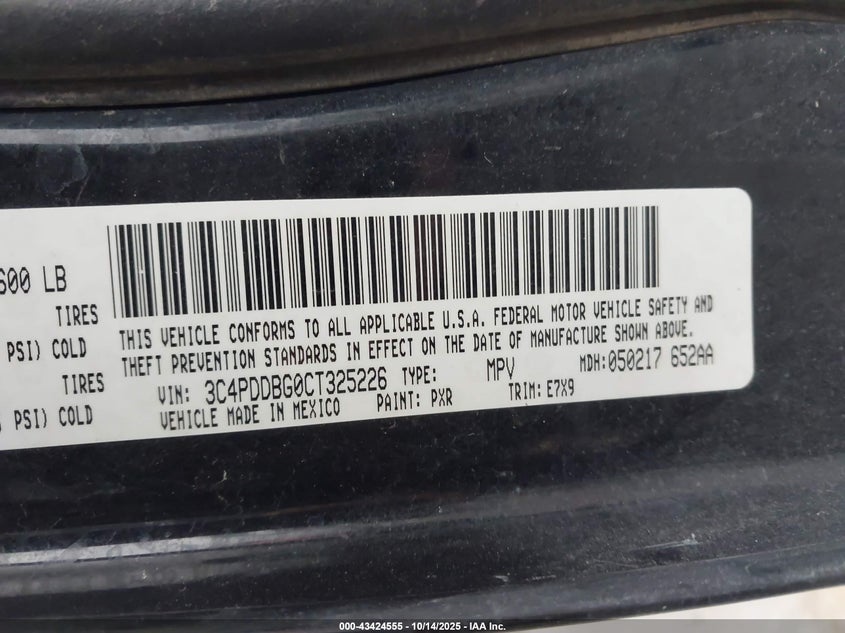 600 LB
TIRES
PSI) COLD
TIRES
PSI) COLD
THIS VEHICLE CONFORMS TO ALL APPLICABLE U.S.A. FEDERAL MOTOR VEHICLE SAFETY AND
THEFT PREVENTION STANDARDS IN EFFECT ON THE DATE OF MANUFACTURE SHOWN ABOVE.
VIN: 3C4PDDBG0CT325226 TYPE: MPV MDH:050217 652AA
VEHICLE MADE IN MEXICO PAINT: PXR TRIM: E7X9
000-43424555 - 10/14/2025 - IAA Inc.